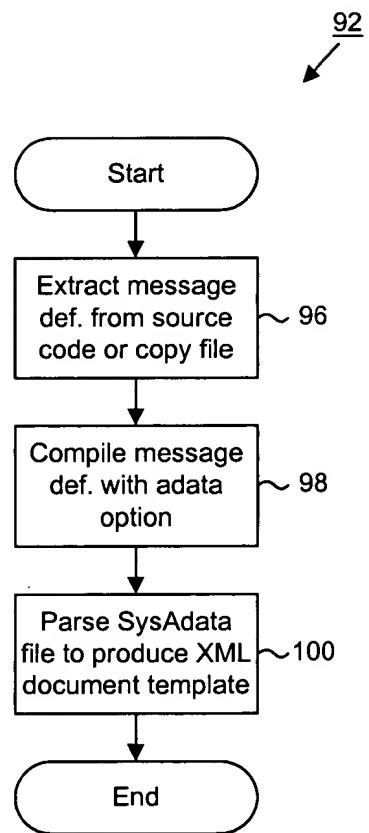 92
Start
Extract message
def. from source
code or copy file
96
Compile message
def. with adata
option
98
Parse SysAdata
file to produce XML
document template
100
End